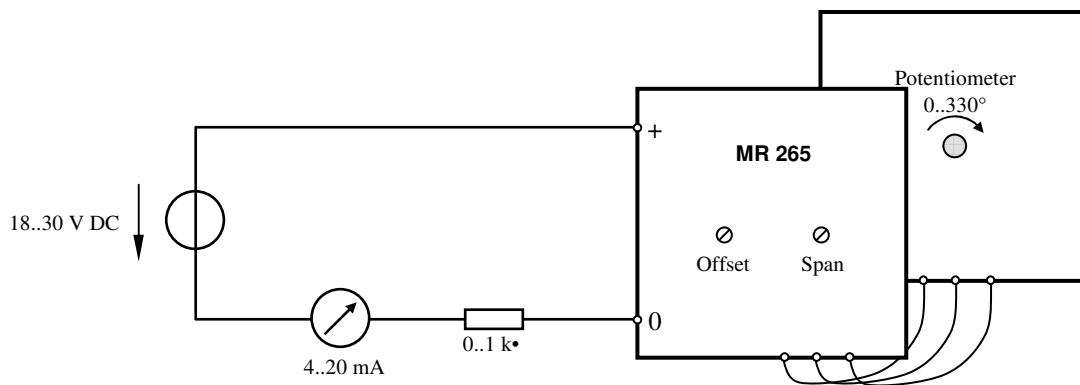 Potentiometer
0..330°
+
MR 265
18..30 V DC
Offset
Span
0
0..1 k•
4..20 mA